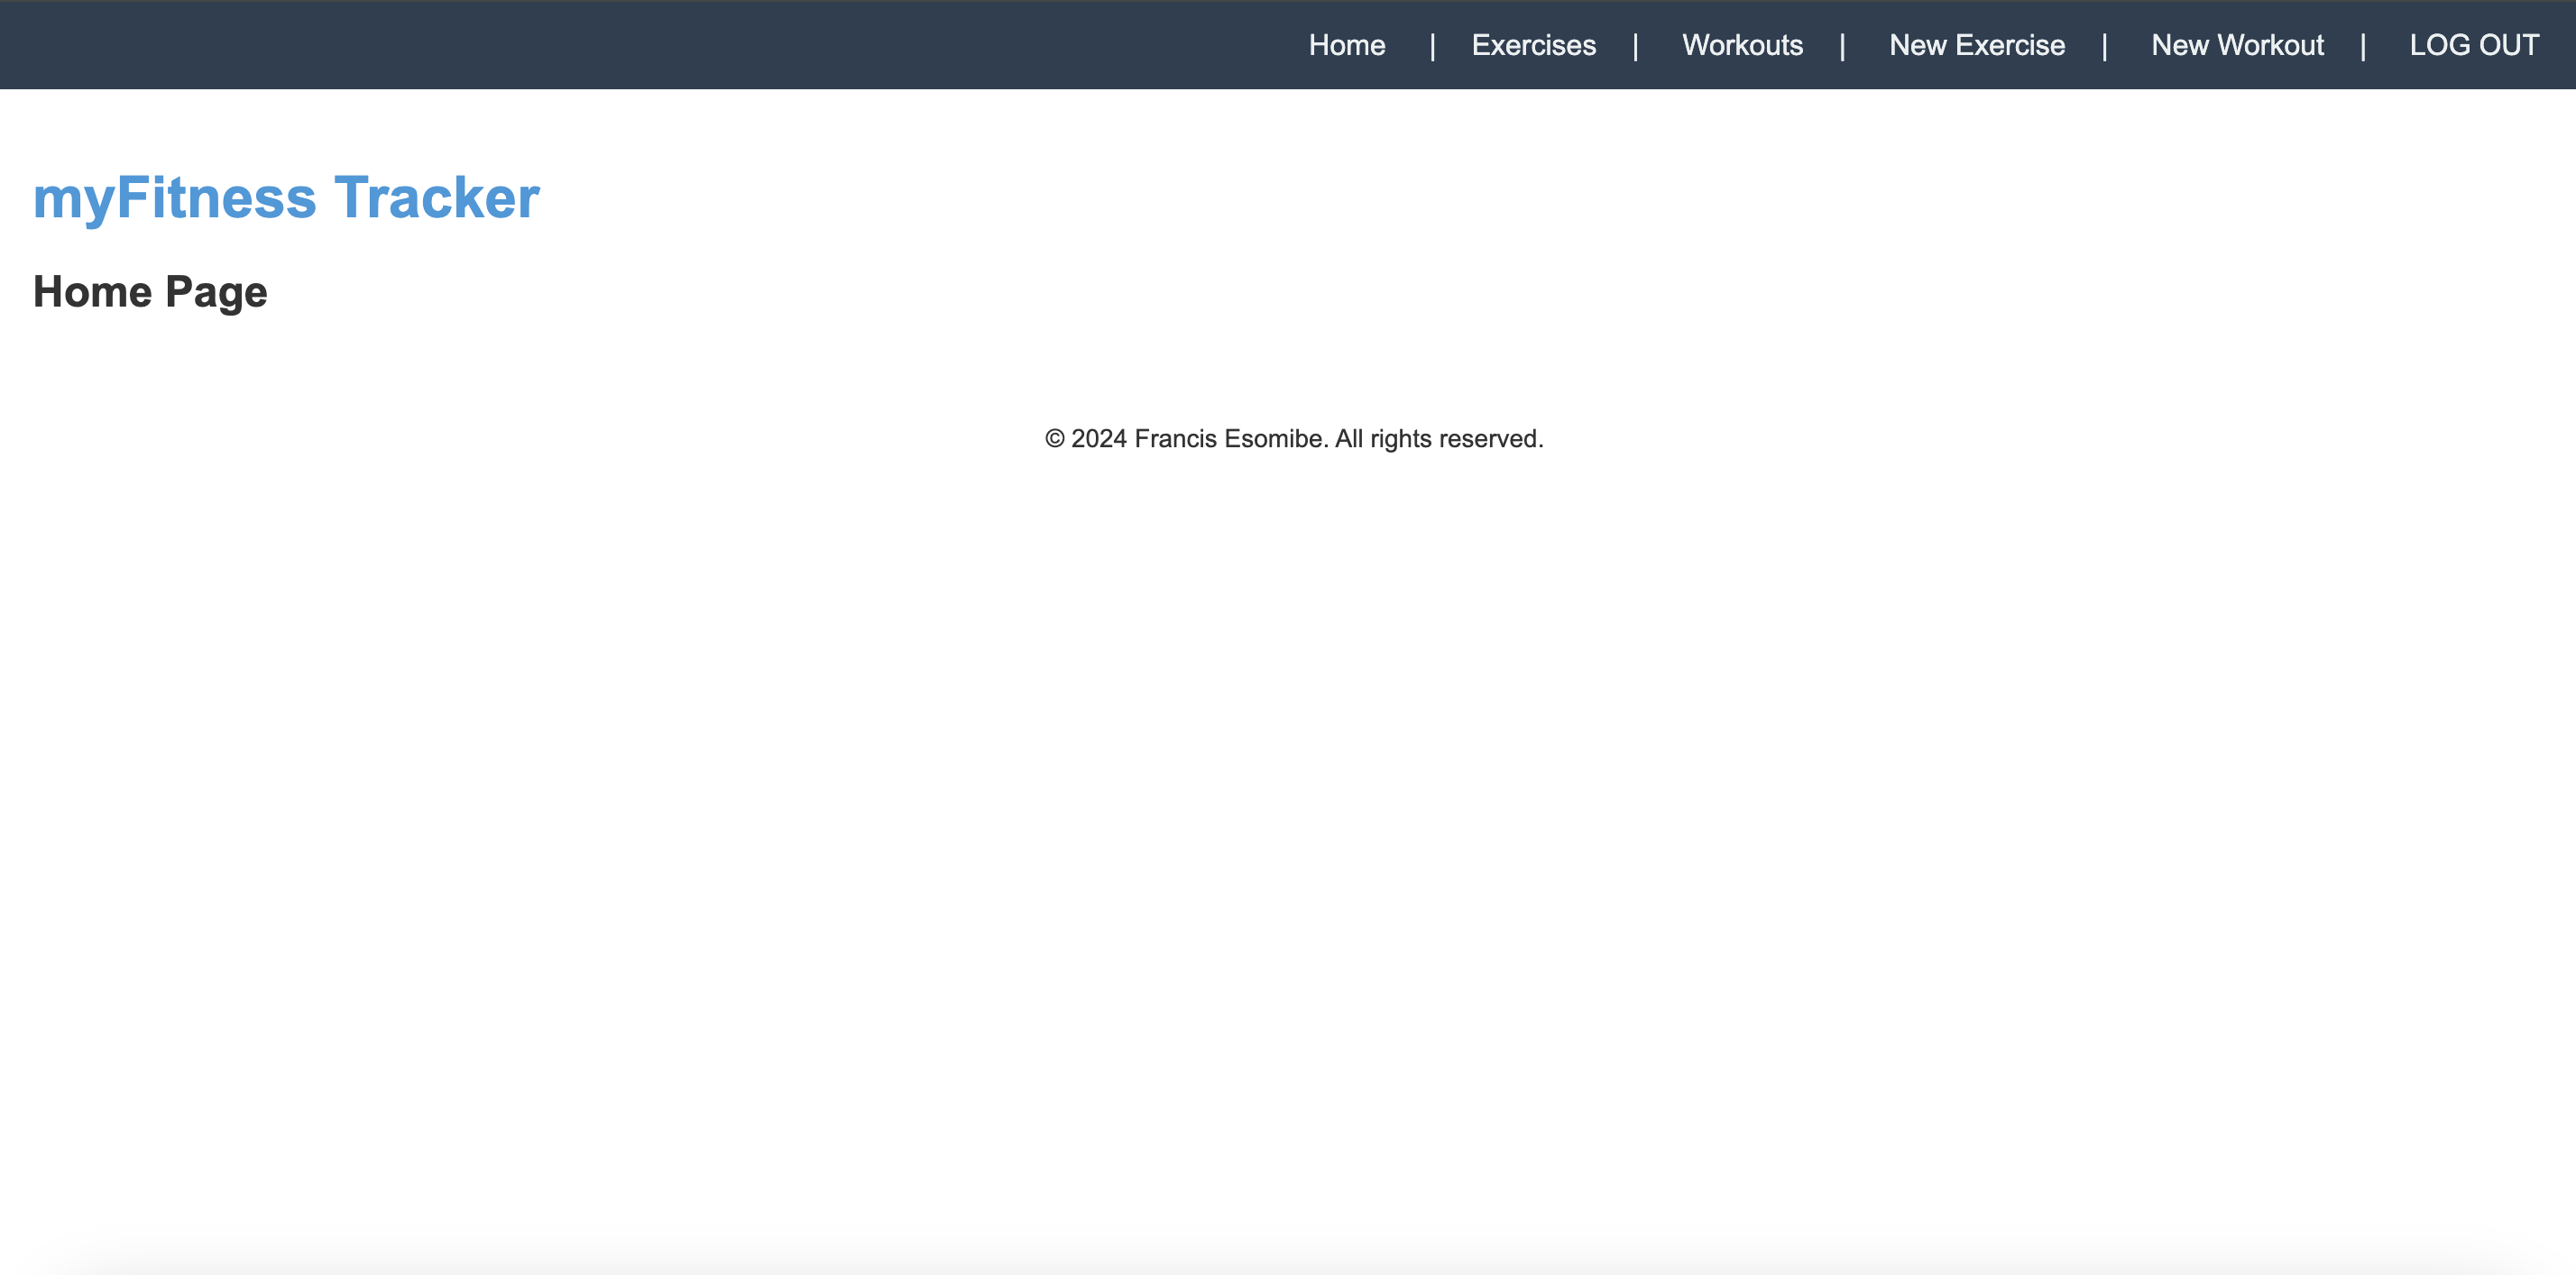 Home | Exercises | Workouts | New Exercise | New Workout | LOG OUT
myFitness Tracker
Home Page
© 2024 Francis Esomibe. All rights reserved.